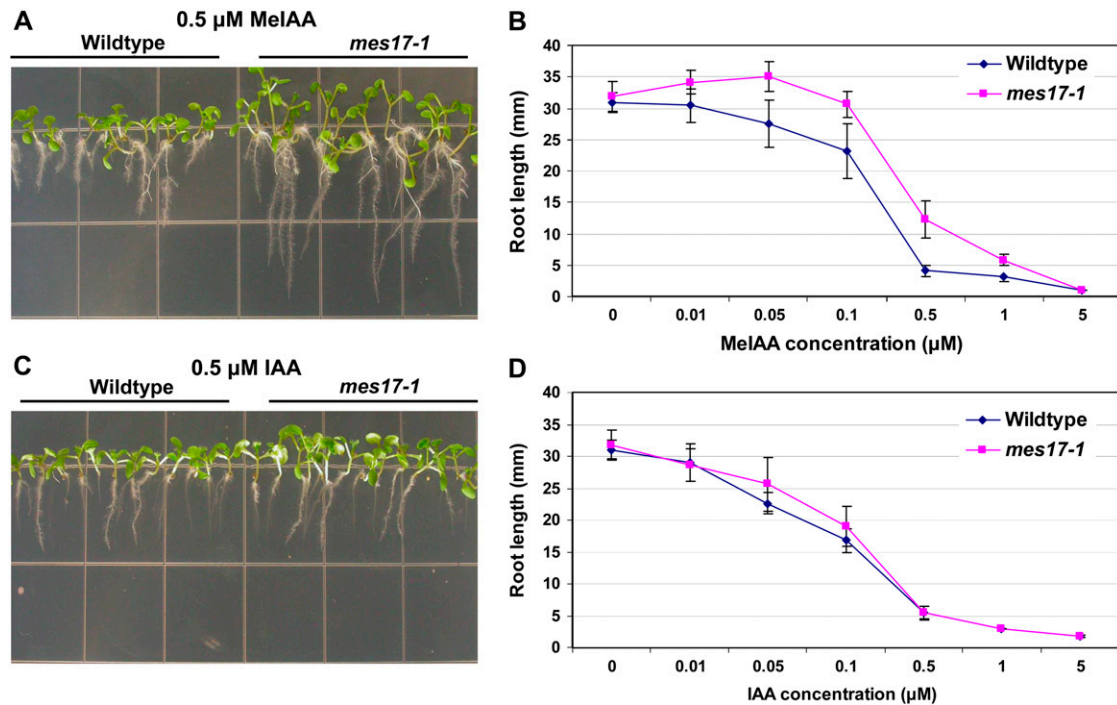 A
0.5 µM MeIAA
Wildtype mes17-1
B
Root length (mm)
40
35
30
25
20
15
10
5
0
0 0.01 0.05 0.1 0.5 1 5
MeIAA concentration (µM)
Wildtype
mes17-1
C
0.5 µM IAA
Wildtype mes17-1
D
Root length (mm)
40
35
30
25
20
15
10
5
0
0 0.01 0.05 0.1 0.5 1 5
IAA concentration (µM)
Wildtype
mes17-1